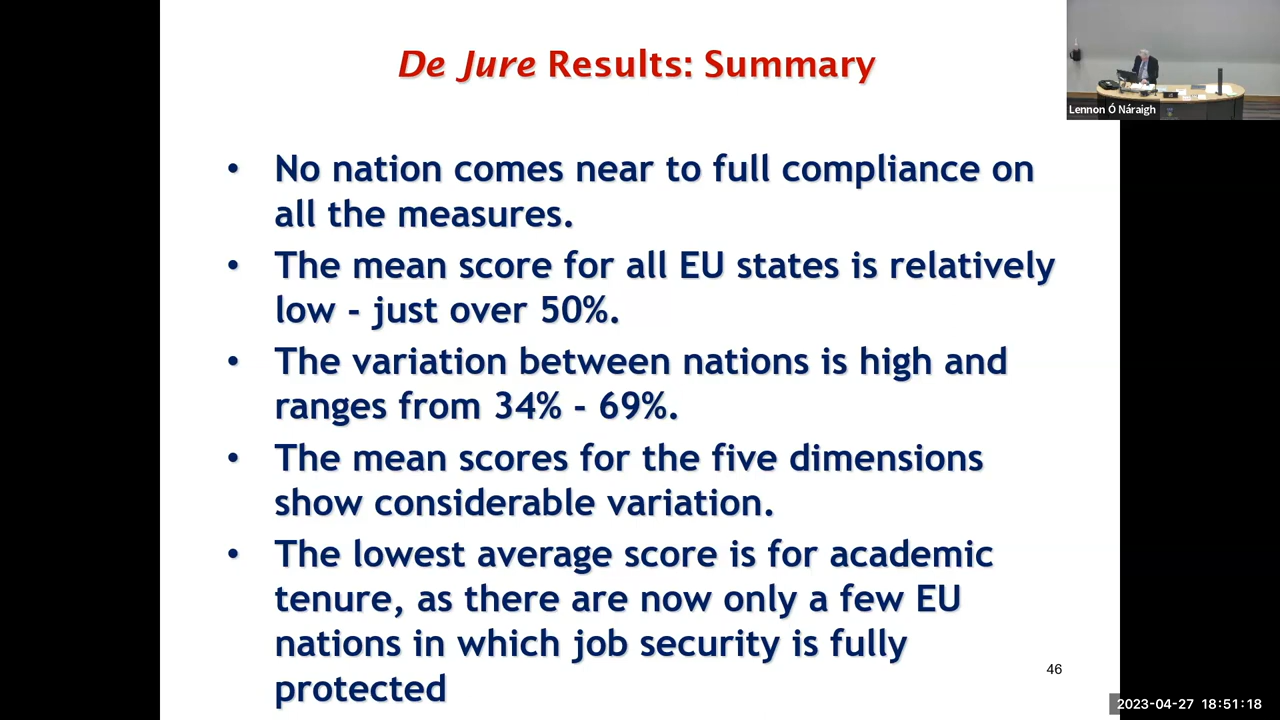 De Jure Results: Summary
Lennon Ó Náraigh
• No nation comes near to full compliance on
all the measures.
• The mean score for all EU states is relatively
low - just over 50%.
• The variation between nations is high and
ranges from 34% - 69%.
• The mean scores for the five dimensions
show considerable variation.
• The lowest average score is for academic
tenure, as there are now only a few EU
nations in which job security is fully
protected
46
2023-04-27 18:51:18